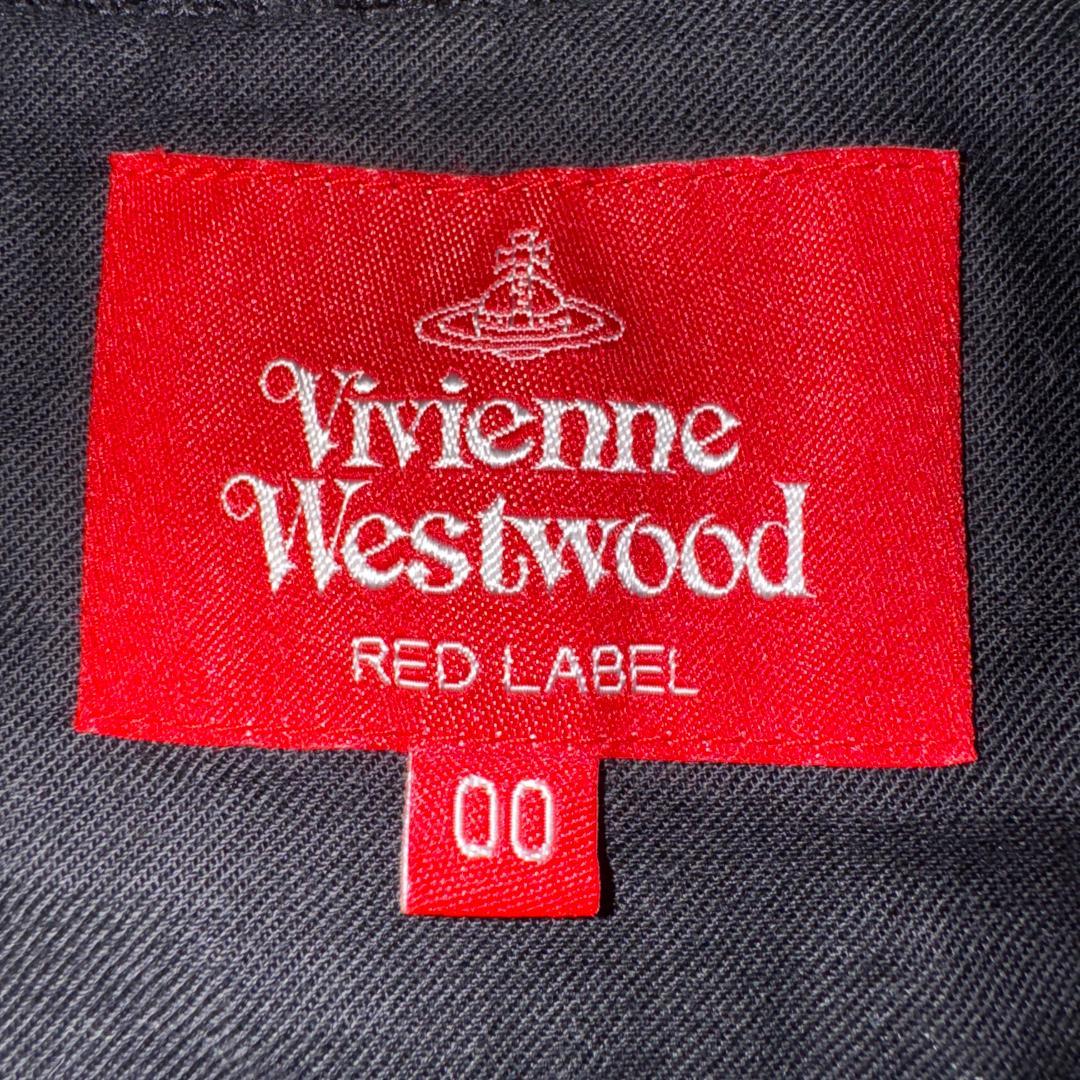 Vivienne
Westwood
RED LABEL
00